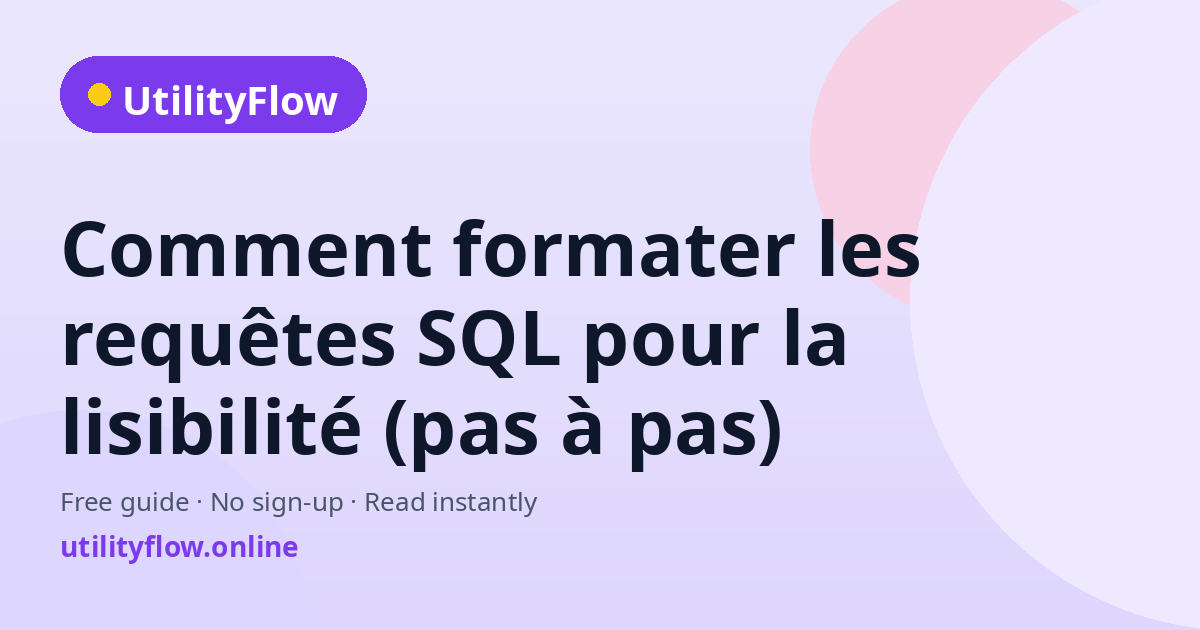 UtilityFlow
Comment formater les
requêtes SQL pour la
lisibilité (pas à pas)
Free guide · No sign-up · Read instantly
utilityflow.online